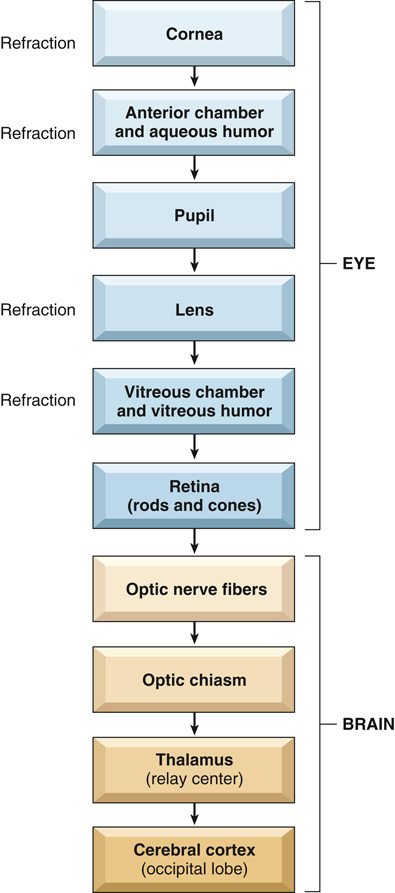 Refraction
Cornea
Refraction
Anterior chamber
and aqueous humor
Pupil
EYE
Refraction
Lens
Refraction
Vitreous chamber
and vitreous humor
Retina
(rods and cones)
Optic nerve fibers
Optic chiasm
BRAIN
Thalamus
(relay center)
Cerebral cortex
(occipital lobe)